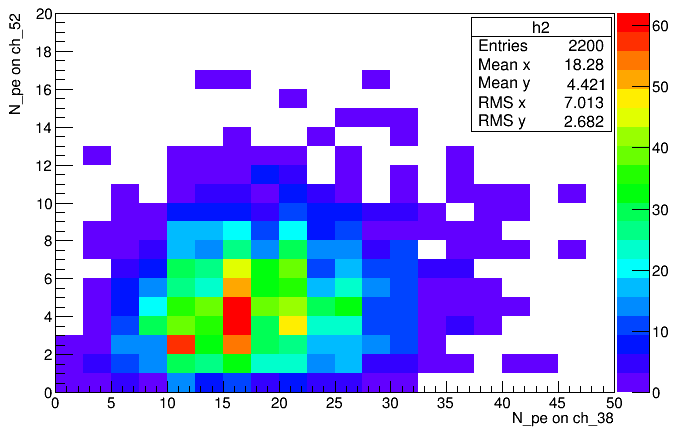 N_pe on ch_52
20
18
16
14
12
10
8
6
4
2
0
h2
Entries 2200
Mean x 18.28
Mean y 4.421
RMS x 7.013
RMS y 2.682
60
50
40
30
20
10
0
0 5 10 15 20 25 30 35 40 45 50
N_pe on ch_38